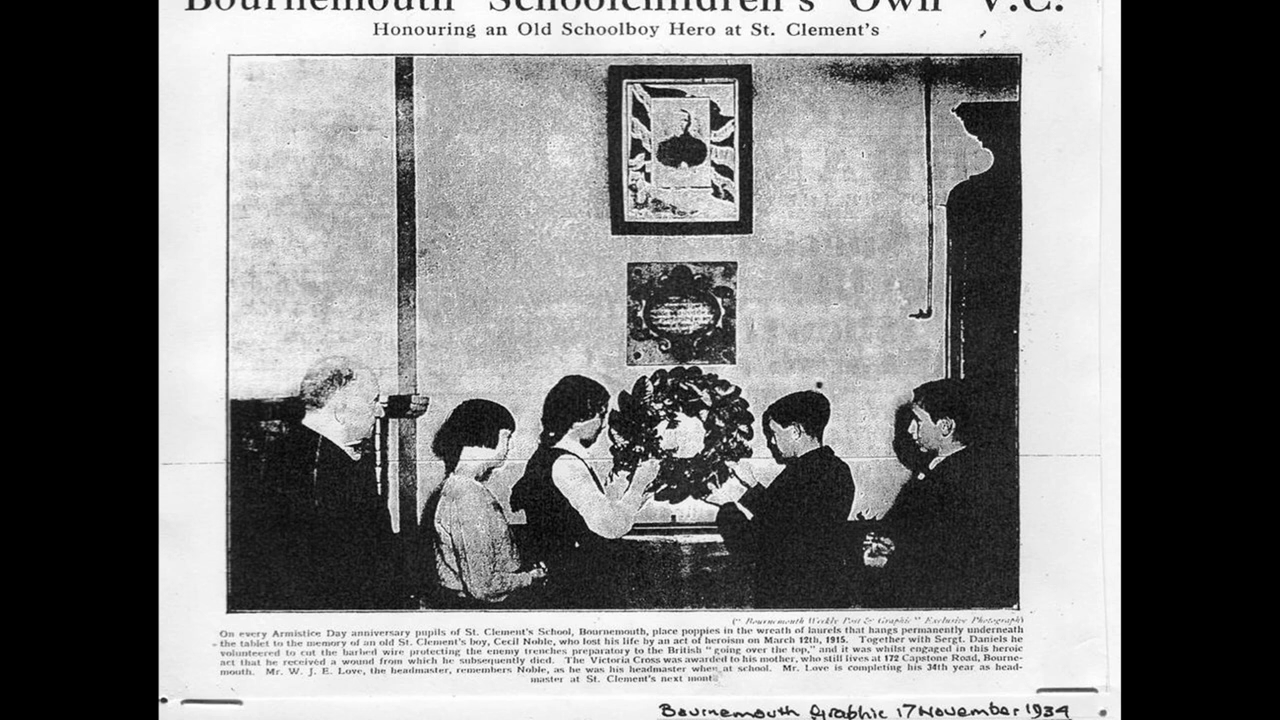 Bournemouth Schoolchildren's Own V.C.
Honouring an Old Schoolboy Hero at St. Clement's
(" Bournemouth Weekly Post & Graphic " Exclusive Photograph)
On every Armistice Day anniversary pupils of St. Clement's School, Bournemouth, place poppies in the wreath of laurels that hangs permanently underneath
the tablet to the memory of an old St. Clement's boy, Cecil Noble, who lost his life by an act of heroism on March 12th, 1915. Together with Sergt. Daniels he
volunteered to cut the barbed wire protecting the enemy trenches preparatory to the British " going over the top," and it was whilst engaged in this heroic
act that he received a wound from which he subsequently died. The Victoria Cross was awarded to his mother, who still lives at 172 Capstone Road, Bourne-
mouth. Mr. W. J. E. Love, the headmaster, remembers Noble, as he was his headmaster when at school. Mr. Love is completing his 34th year as head-
master at St. Clement's next month
Bournemouth Graphic 17 November 1934